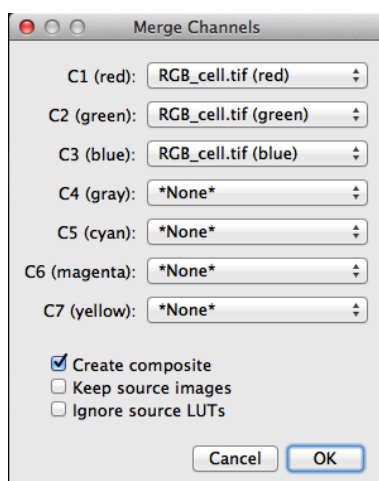 Merge Channels
C1 (red): RGB_cell.tif (red)
C2 (green): RGB_cell.tif (green)
C3 (blue): RGB_cell.tif (blue)
C4 (gray): *None*
C5 (cyan): *None*
C6 (magenta): *None*
C7 (yellow): *None*
Create composite
Keep source images
Ignore source LUTs
Cancel OK